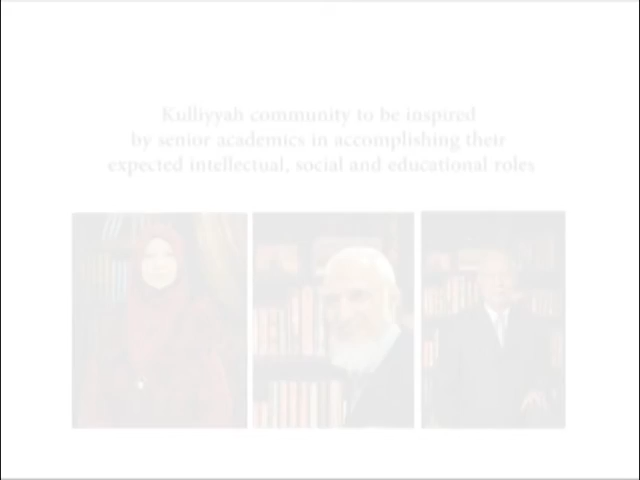 Kulliyyah community to be inspired
by senior academics in accomplishing their
expected intellectual, social and educational roles